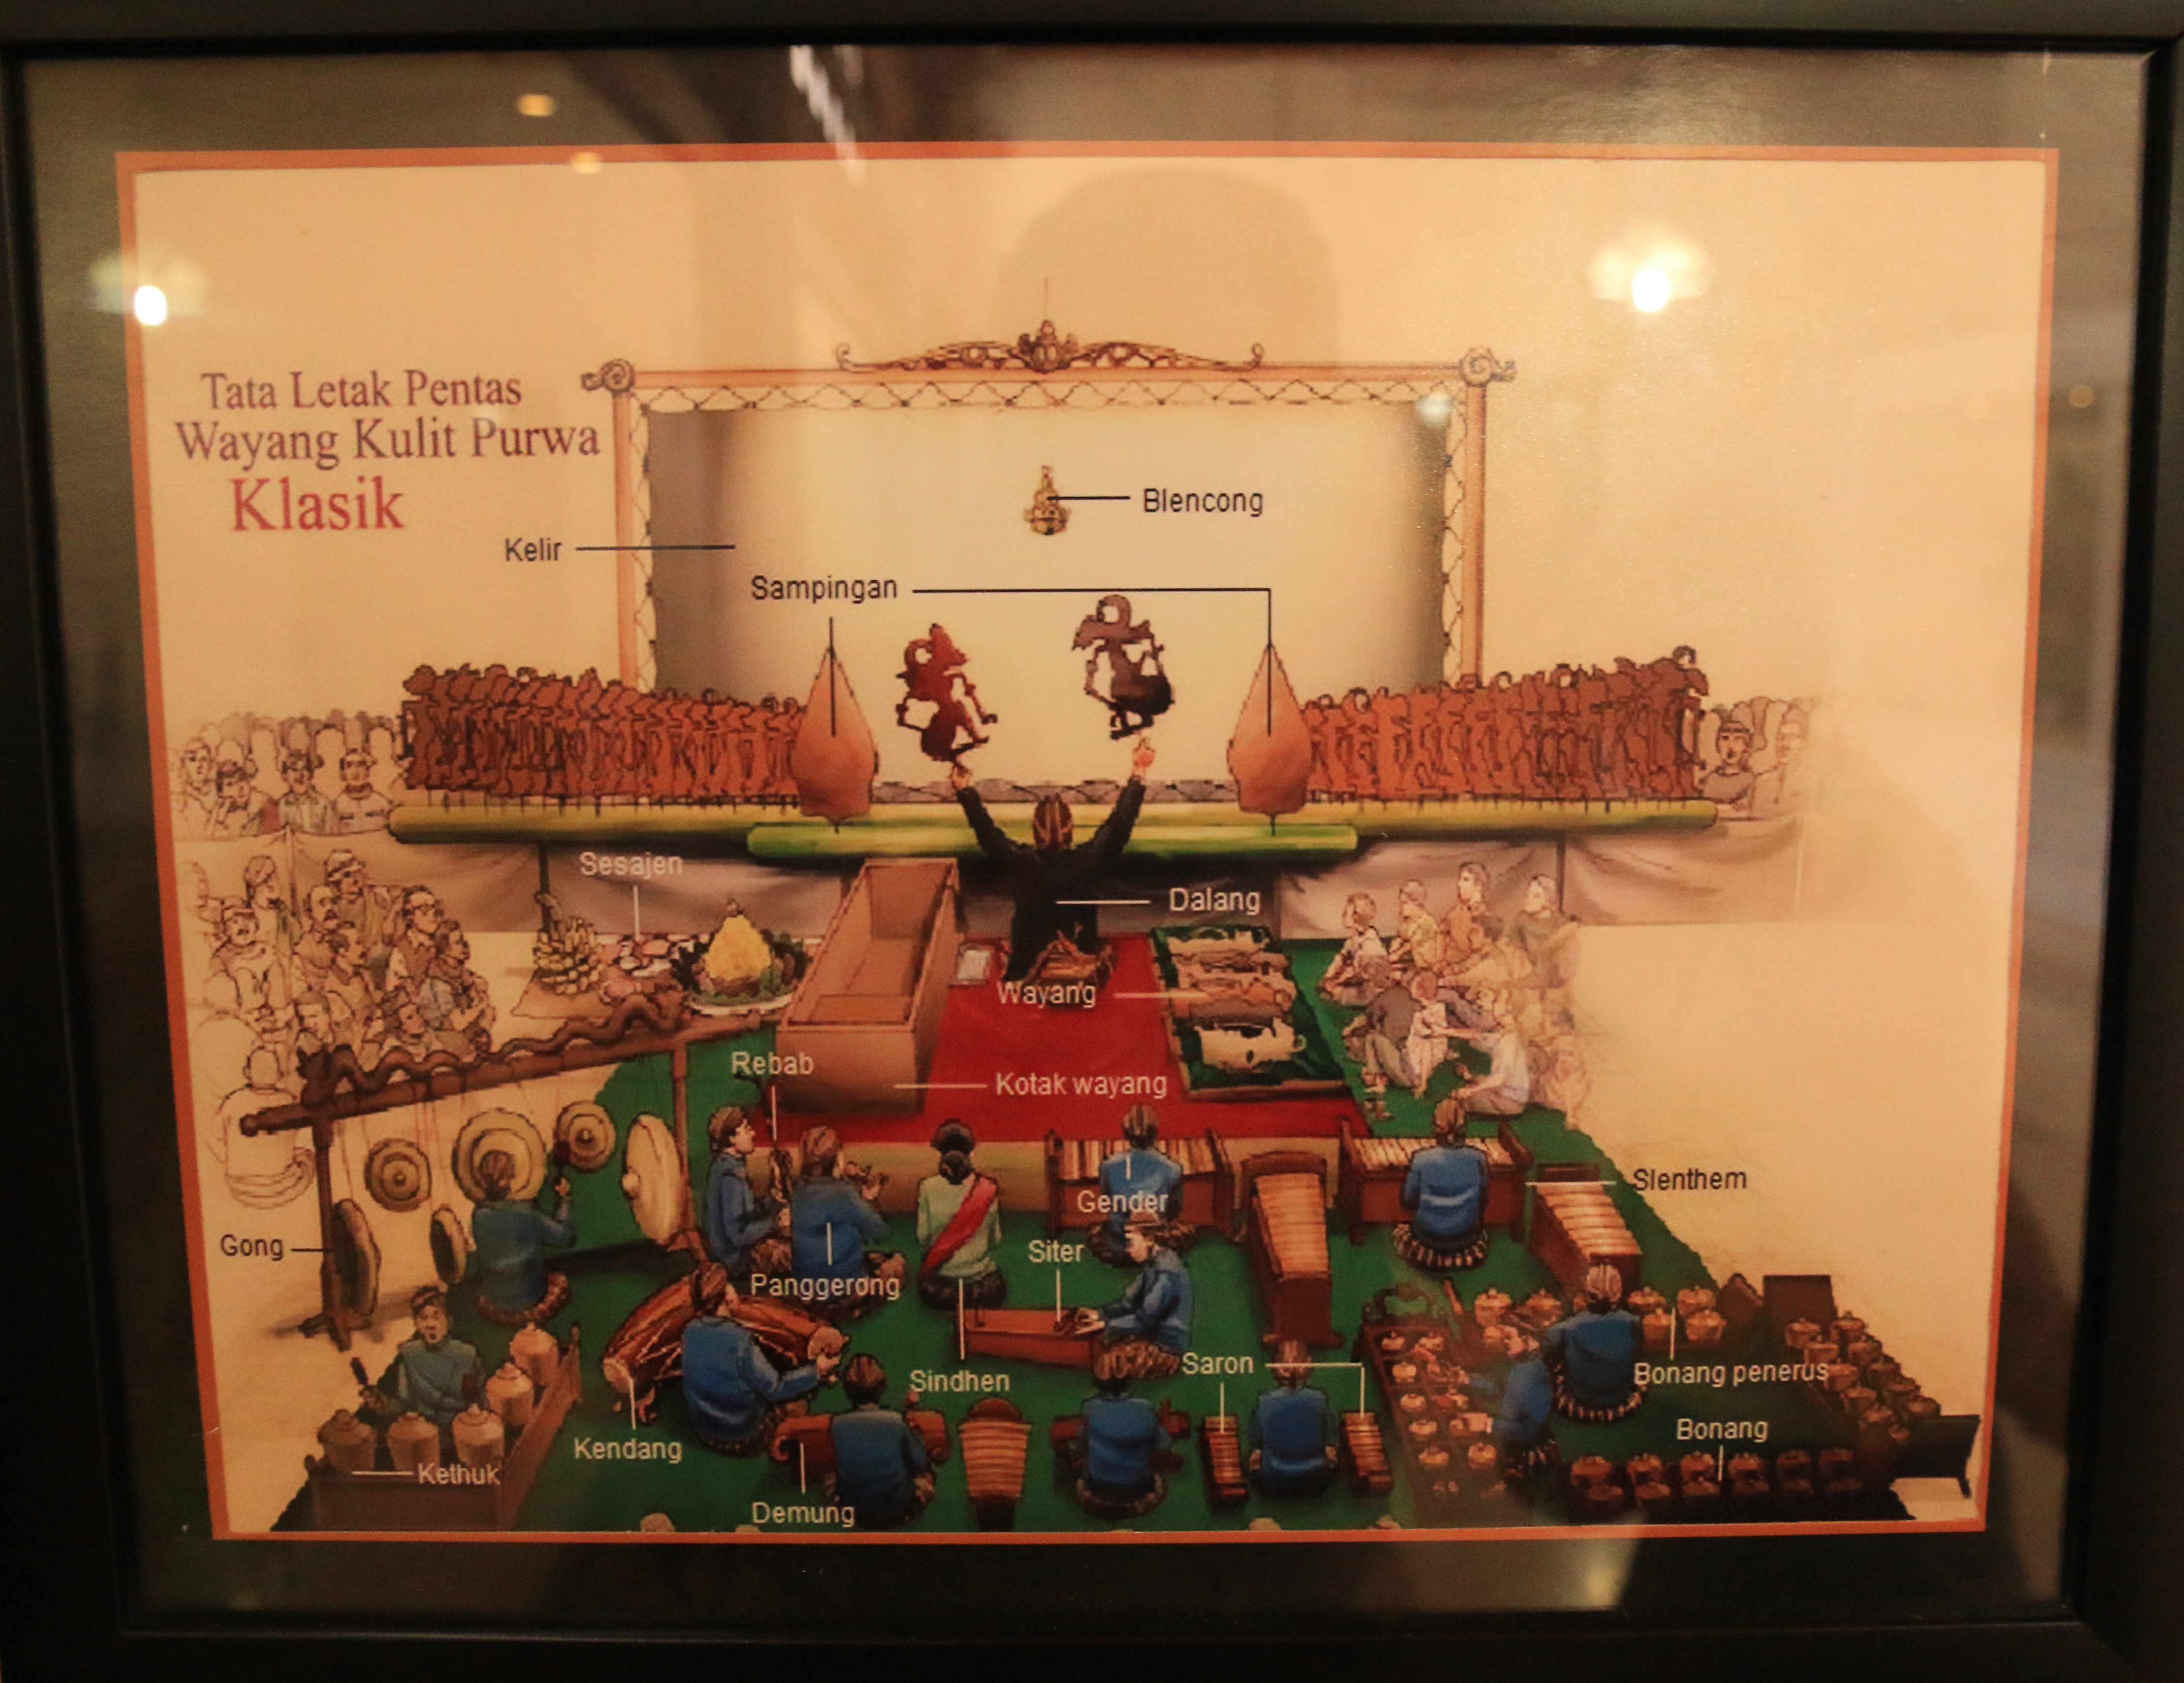 Tata Letak Pentas
Wayang Kulit Purwa
Klasik
Blencong
Kelir
Sampingan
Sesajen
Dalang
Wayang
Rebab
Kotak wayang
Slenthem
Gender
Gong
Siter
Panggerong
Saron
Sindhen
Bonang penerus
Bonang
Kendang
Kethuk
Demung